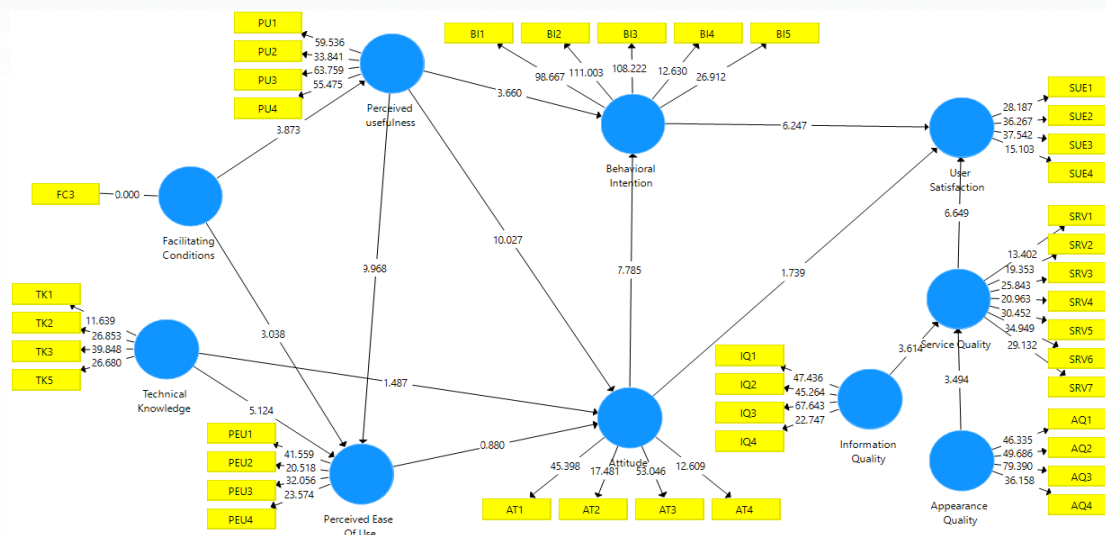 PU1
PU2
PU3
PU4
59.536
33.841
63.759
55.475
Perceived
usefulness
BI1
BI2
BI3
BI4
BI5
98.667
111.003
108.222
12.630
26.912
Behavioral
Intention
3.660
6.247
SUE1
SUE2
SUE3
SUE4
28.187
36.267
37.542
15.103
User
Satisfaction
3.873
FC3
0.000
Facilitating
Conditions
10.027
9.968
7.785
1.739
6.649
SRV1
SRV2
SRV3
SRV4
SRV5
SRV6
SRV7
13.402
19.353
25.843
20.963
30.452
34.949
29.132
Service Quality
TK1
TK2
TK3
TK5
11.639
26.853
39.848
26.680
Technical
Knowledge
3.038
1.487
5.124
3.614
3.494
IQ1
IQ2
IQ3
IQ4
47.436
45.264
67.643
22.747
Information
Quality
PEU1
PEU2
PEU3
PEU4
41.559
20.518
32.056
23.574
Perceived Ease
Of Use
0.880
Attitude
45.398
17.481
53.046
12.609
AT1
AT2
AT3
AT4
AQ1
AQ2
AQ3
AQ4
46.335
49.686
79.390
36.158
Appearance
Quality